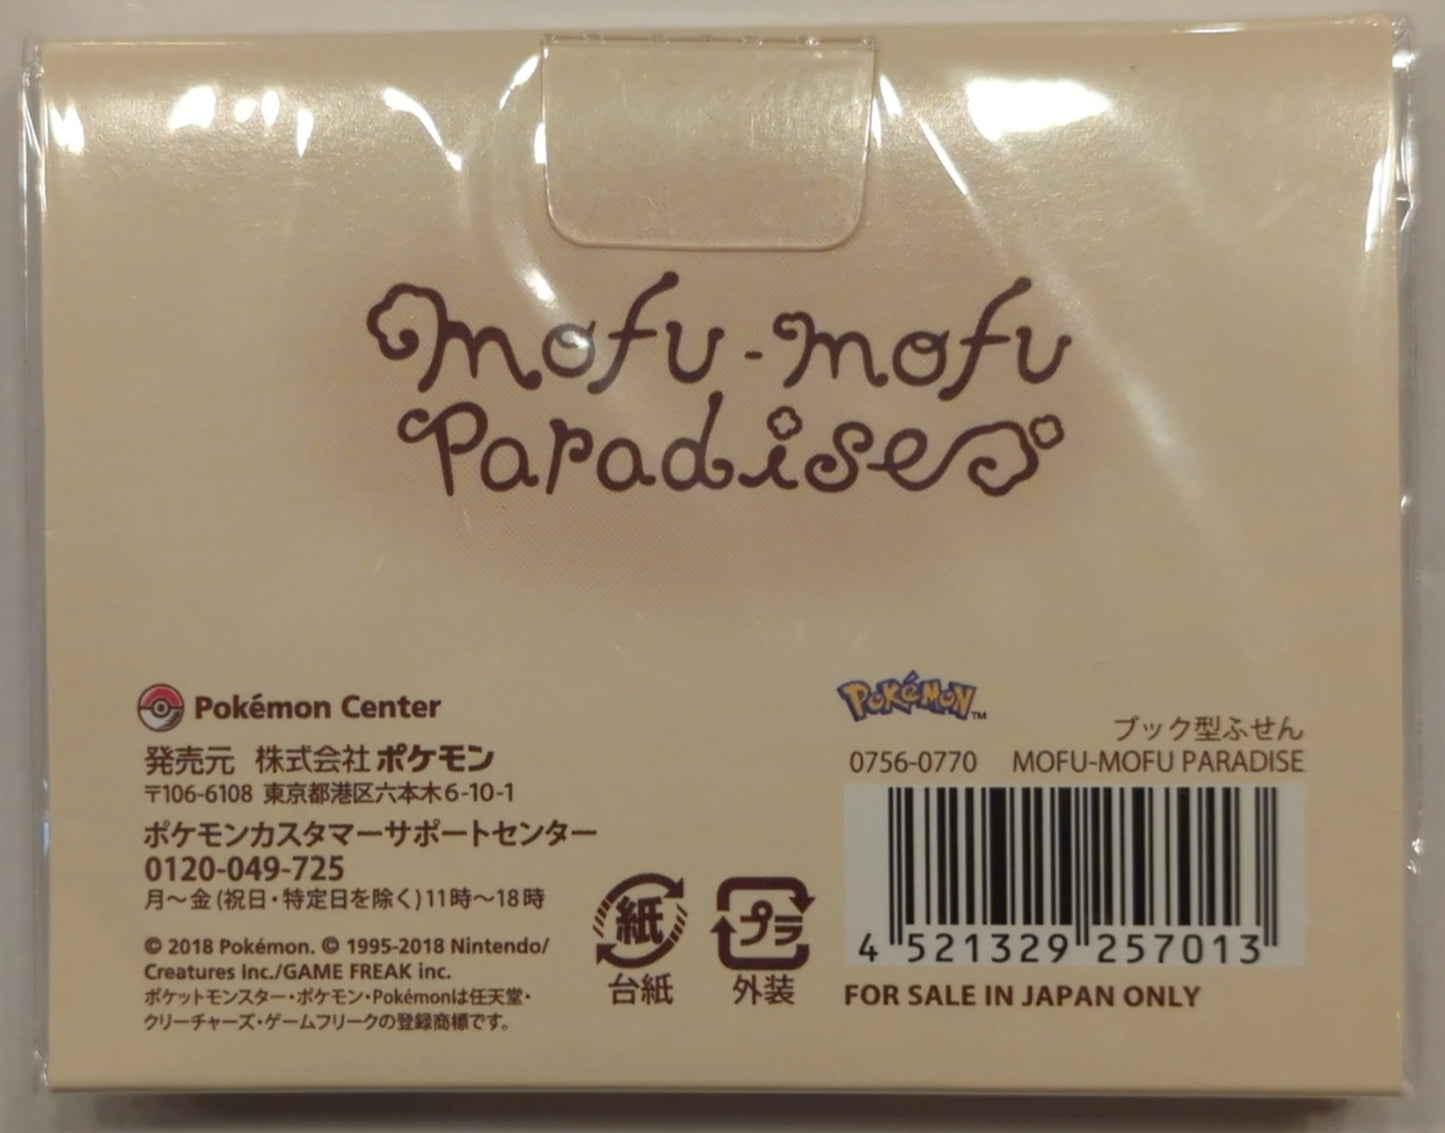 mofu-mofu
Paradise
Pokémon Center
発売元 株式会社ポケモン
〒106-6108 東京都港区六本木6-10-1
ポケモンカスタマーサポートセンター
0120-049-725
月〜金(祝日・特定日を除く)11時〜18時
© 2018 Pokémon. © 1995-2018 Nintendo/
Creatures Inc./GAME FREAK inc.
ポケットモンスター・ポケモン・Pokémonは任天堂・
クリーチャーズ・ゲームフリークの登録商標です。
紙
台紙
プラ
外装
POKÉMON™
ブック型ふせん
0756-0770 MOFU-MOFU PARADISE
4 521329 257013
FOR SALE IN JAPAN ONLY